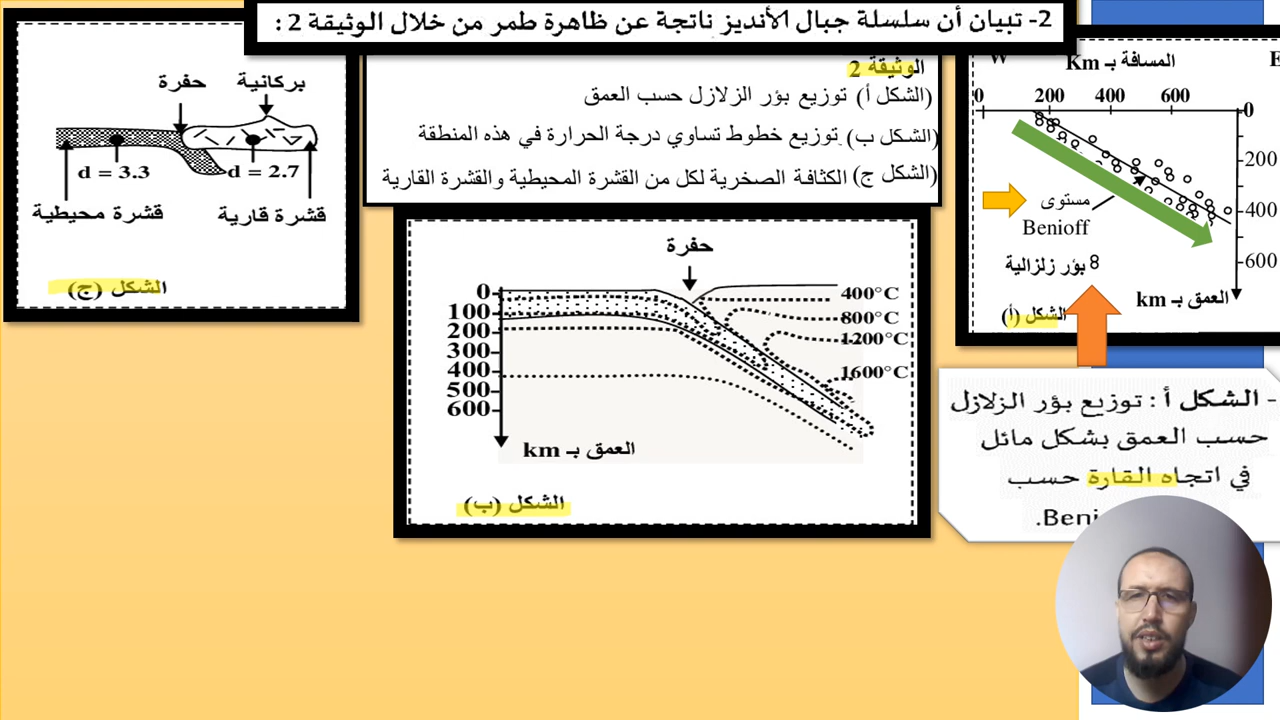 2- تبيان أن سلسلة جبال الأنديز ناتجة عن ظاهرة طمر من خلال الوثيقة 2 :
الوثيقة 2
(الشكل أ) توزيع بؤر الزلازل حسب العمق
(الشكل ب) توزيع خطوط تساوي درجة الحرارة في هذه المنطقة
(الشكل ج) الكثافة الصخرية لكل من القشرة المحيطية والقشرة القارية
W المسافة بـ Km E
0 200 400 600
0
200
400
600
مستوى
Benioff
8 بؤر زلزالية
العمق بـ km
الشكل (أ)
- الشكل أ : توزيع بؤر الزلازل
حسب العمق بشكل مائل
في اتجاه القارة حسب
حفرة
0
100
200
300
400
500
600
400°C
800°C
1200°C
1600°C
العمق بـ km
الشكل (ب)
حفرة بركانية
d = 3.3 d = 2.7
قشرة محيطية قشرة قارية
الشكل (ج)